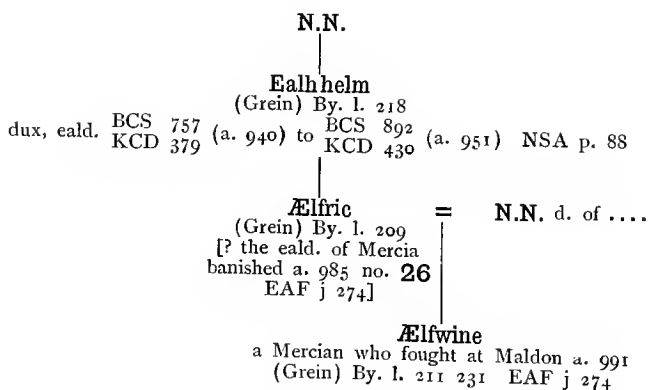 N.N.
Ealhhelm
(Grein) By. l. 218
dux, eald. BCS 757 KCD 379 (a. 940) to BCS 892 KCD 430 (a. 951) NSA p. 88
Ælfric = N.N. d. of ....
(Grein) By. l. 209
[? the eald. of Mercia
banished a. 985 no. 26
EAF j 274]
Ælfwine
a Mercian who fought at Maldon a. 991
(Grein) By. l. 211 231 EAF j 274